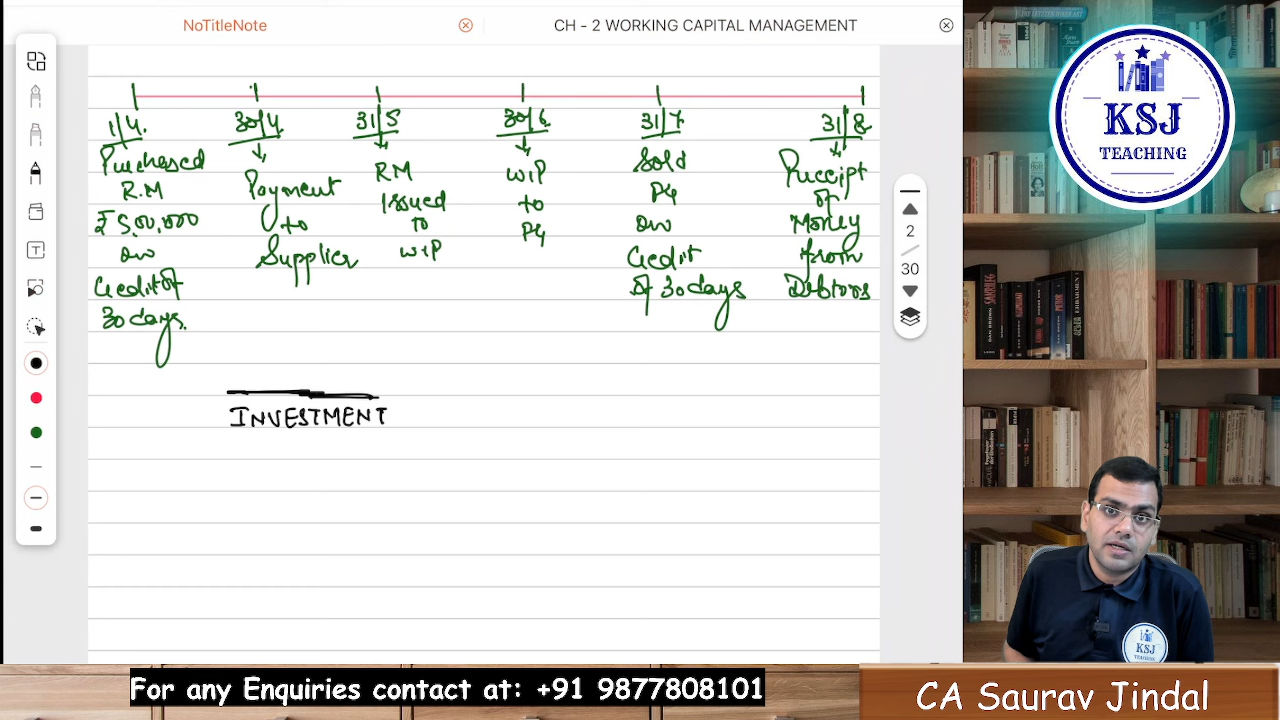 NoTitleNote
CH - 2 WORKING CAPITAL MANAGEMENT
1/4.
Purchased
R.M
₹ 5,00,000
on
Credit of
30 days.
30/4
Payment
to
Supplier
31/5
RM
Issued
to
WIP
30/6
WIP
to
FG
31/7
Sold
FG
on
Credit
of 30 days
31/8
Receipt
of
Money
from
Debtors
INVESTMENT
2
30
T
KSJ
TEACHING
KSJ
TEACHING
For any Enquiries contact at: +91 9877808101
CA Saurav Jindal